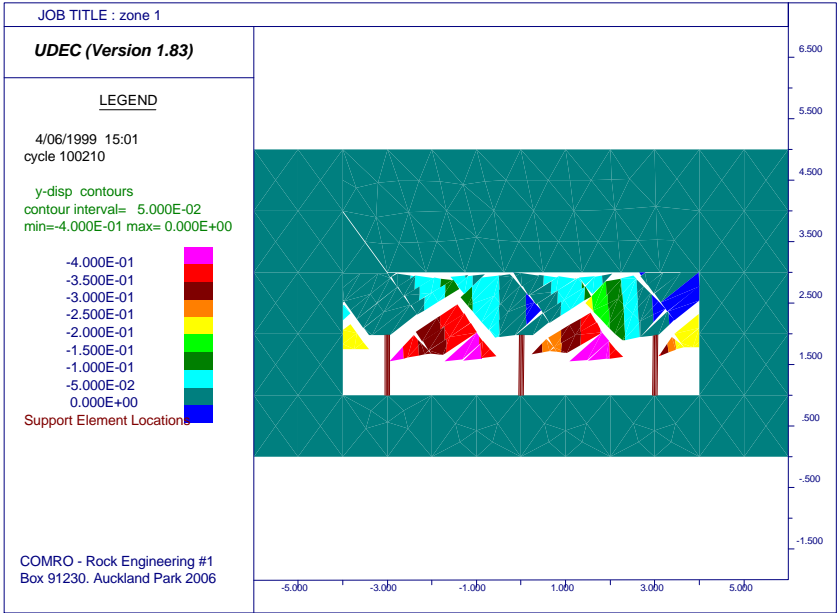 JOB TITLE : zone 1
UDEC (Version 1.83)
LEGEND
4/06/1999 15:01
cycle 100210
y-disp contours
contour interval= 5.000E-02
min=-4.000E-01 max= 0.000E+00
-4.000E-01
-3.500E-01
-3.000E-01
-2.500E-01
-2.000E-01
-1.500E-01
-1.000E-01
-5.000E-02
0.000E+00
Support Element Locations
COMRO - Rock Engineering #1
Box 91230. Auckland Park 2006
6.500
5.500
4.500
3.500
2.500
1.500
.500
-.500
-1.500
-5.000
-3.000
-1.000
1.000
3.000
5.000